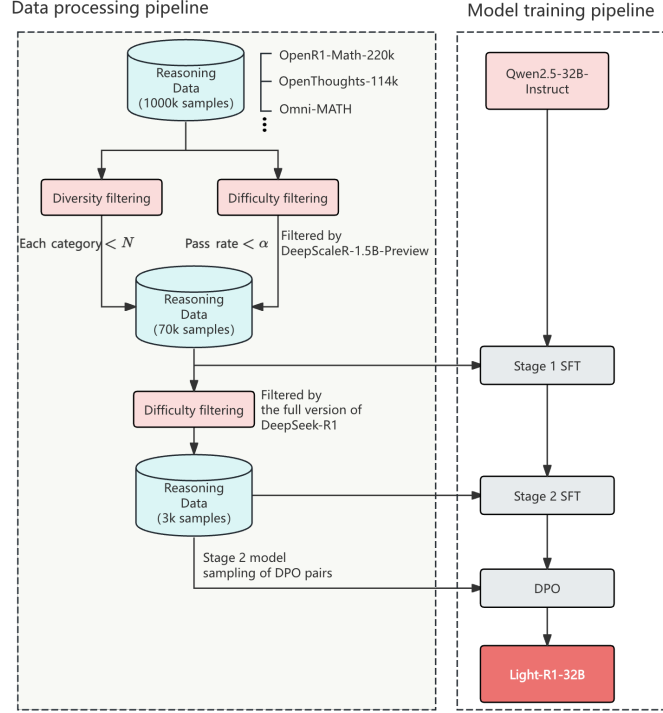 Data processing pipeline
Model training pipeline
Reasoning
Data
(1000k samples)
OpenR1-Math-220k
OpenThoughts-114k
Omni-MATH
Qwen2.5-32B-
Instruct
Diversity filtering
Difficulty filtering
Each category < N
Pass rate < α
Filtered by
DeepScaleR-1.5B-Preview
Reasoning
Data
(70k samples)
Stage 1 SFT
Difficulty filtering
Filtered by
the full version of
DeepSeek-R1
Reasoning
Data
(3k samples)
Stage 2 SFT
Stage 2 model
sampling of DPO pairs
DPO
Light-R1-32B